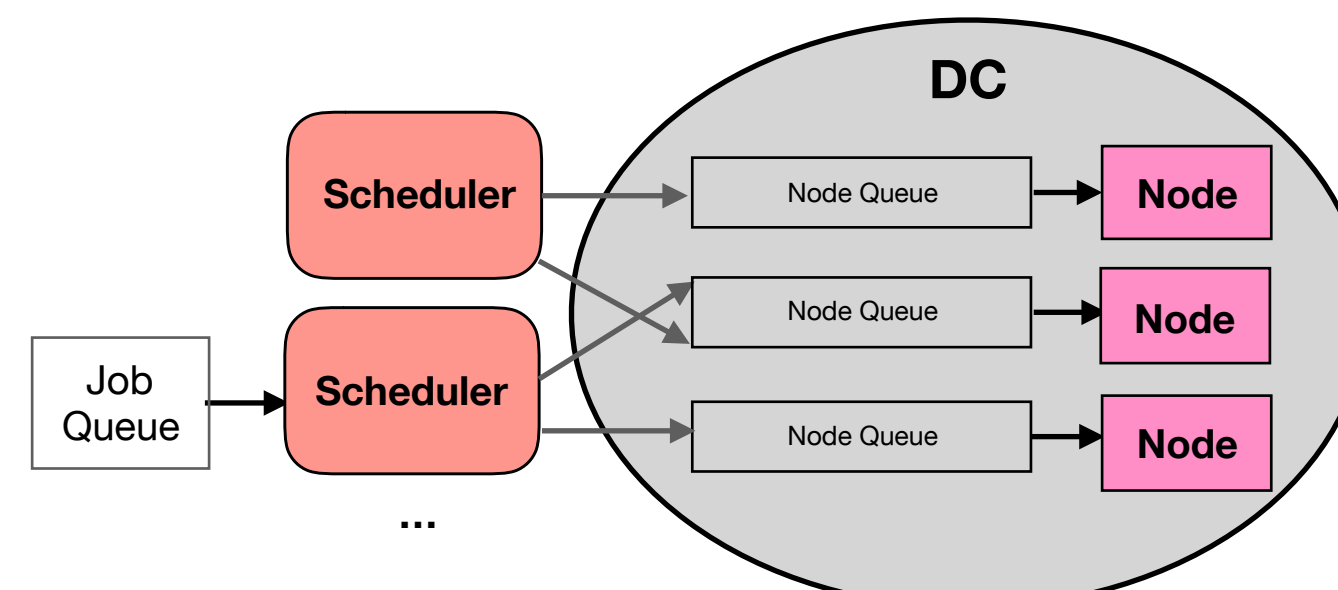 DC
Scheduler
Node Queue
Node
Node Queue
Node
Job
Queue
Scheduler
Node Queue
Node
...